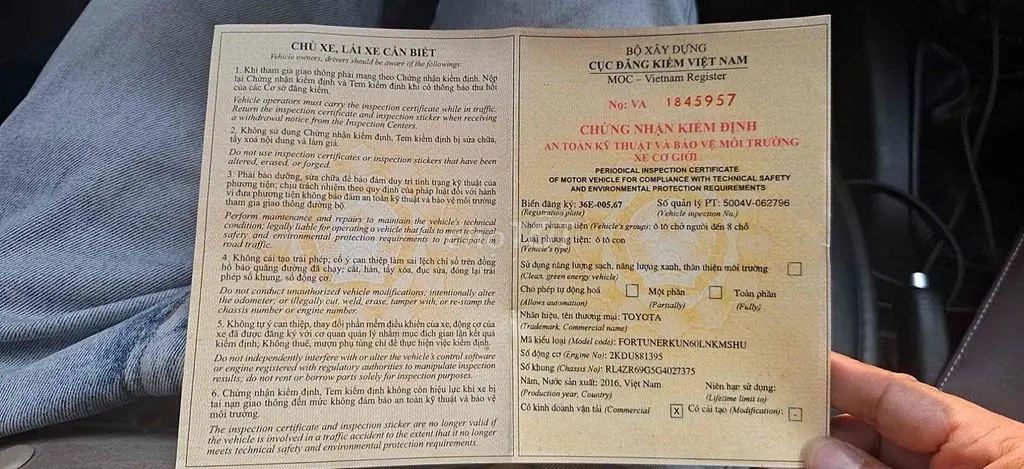 CHỦ XE, LÁI XE CẦN BIẾT
Vehicle owners, drivers should be aware of the followings:
1. Khi tham gia giao thông phải mang theo Chứng nhận kiểm định. Nộp
lại Chứng nhận kiểm định và Tem kiểm định khi có thông báo thu hồi
của các Cơ sở đăng kiểm.
Vehicle operators must carry the inspection certificate while in traffic.
Return the inspection certificate and inspection sticker when receiving
a withdrawal notice from the Inspection Centers.
2. Không sử dụng Chứng nhận kiểm định, Tem kiểm định bị sửa chữa,
tẩy xoá nội dung và làm giả.
Do not use inspection certificates or inspection stickers that have been
altered, erased, or forged.
3. Phải bảo dưỡng, sửa chữa để bảo đảm duy trì tình trạng kỹ thuật của
phương tiện; chịu trách nhiệm theo quy định của pháp luật đối với hành
vi đưa phương tiện không bảo đảm an toàn kỹ thuật và bảo vệ môi trường
tham gia giao thông đường bộ.
Perform maintenance and repairs to maintain the vehicle's technical
condition; legally liable for operating a vehicle that fails to meet technical
safety and environmental protection requirements to participate in
road traffic.
4. Không cải tạo trái phép; cố ý can thiệp làm sai lệch chỉ số trên đồng
hồ báo quãng đường đã chạy; cắt, hàn, tẩy xóa, đục sửa, đóng lại trái
phép số khung, số động cơ.
Do not conduct unauthorized vehicle modifications; intentionally alter
the odometer; or illegally cut, weld, erase, tamper with, or re-stamp the
chassis number or engine number.
5. Không tự ý can thiệp, thay đổi phần mềm điều khiển của xe, động cơ của
xe đã được đăng ký với cơ quan quản lý nhằm mục đích gian lận kết quả
kiểm định; Không thuê, mượn phụ tùng chỉ để thực hiện việc kiểm định.
Do not independently interfere with or alter the vehicle's control software
or engine registered with regulatory authorities to manipulate inspection
results; do not rent or borrow parts solely for inspection purposes.
6. Chứng nhận kiểm định, Tem kiểm định không còn hiệu lực khi xe bị
tai nạn giao thông đến mức không đảm bảo an toàn kỹ thuật và bảo vệ
môi trường.
The inspection certificate and inspection sticker are no longer valid if
the vehicle is involved in a traffic accident to the extent that it no longer
meets technical safety and environmental protection requirements.
BỘ XÂY DỰNG
CỤC ĐĂNG KIỂM VIỆT NAM
MOC – Vietnam Register
No: VA 1845957
CHỨNG NHẬN KIỂM ĐỊNH
AN TOÀN KỸ THUẬT VÀ BẢO VỆ MÔI TRƯỜNG
XE CƠ GIỚI
PERIODICAL INSPECTION CERTIFICATE
OF MOTOR VEHICLE FOR COMPLIANCE WITH TECHNICAL SAFETY
AND ENVIRONMENTAL PROTECTION REQUIREMENTS
Biển đăng ký: 36E-005.67 Số quản lý PT: 5004V-062796
(Registration plate) (Vehicle inpection No.)
Nhóm phương tiện (Vehicle's group): ô tô chở người đến 8 chỗ
Loại phương tiện: ô tô con
(Vehicle's type)
Sử dụng năng lượng sạch, năng lượng xanh, thân thiện môi trường
(Clean, green energy vehicle)
Cho phép tự động hoá Một phần Toàn phần
(Allows automation) (Partially) (Fully)
Nhãn hiệu, tên thương mại: TOYOTA
(Trademark, Commercial name)
Mã kiểu loại (Model code): FORTUNERKUN60LNKMSHU
Số động cơ (Engine No): 2KDU881395
Số khung (Chassis No): RL4ZR69G5G4027375
Năm, Nước sản xuất: 2016, Việt Nam Niên hạn sử dụng:
(Production year, Country) (Lifetime limit to)
Có kinh doanh vận tải (Commercial X Có cải tạo (Modification): -